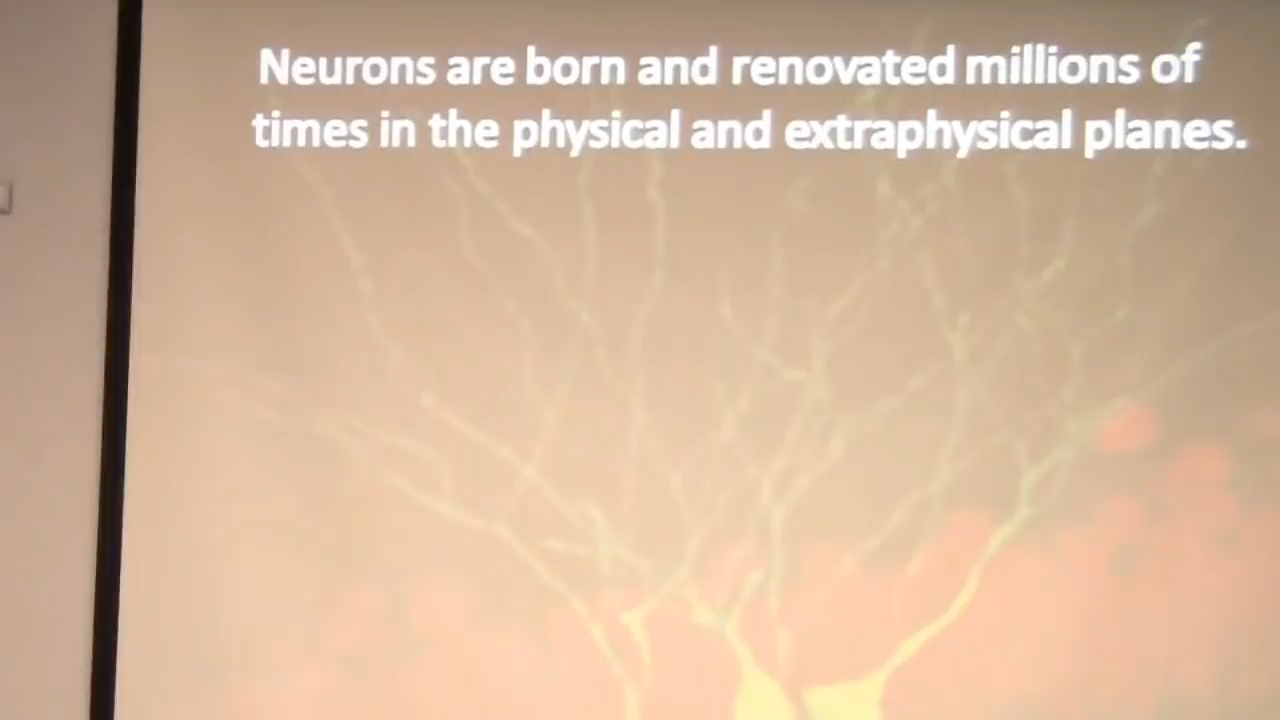 Neurons are born and renovated millions of
times in the physical and extraphysical planes.